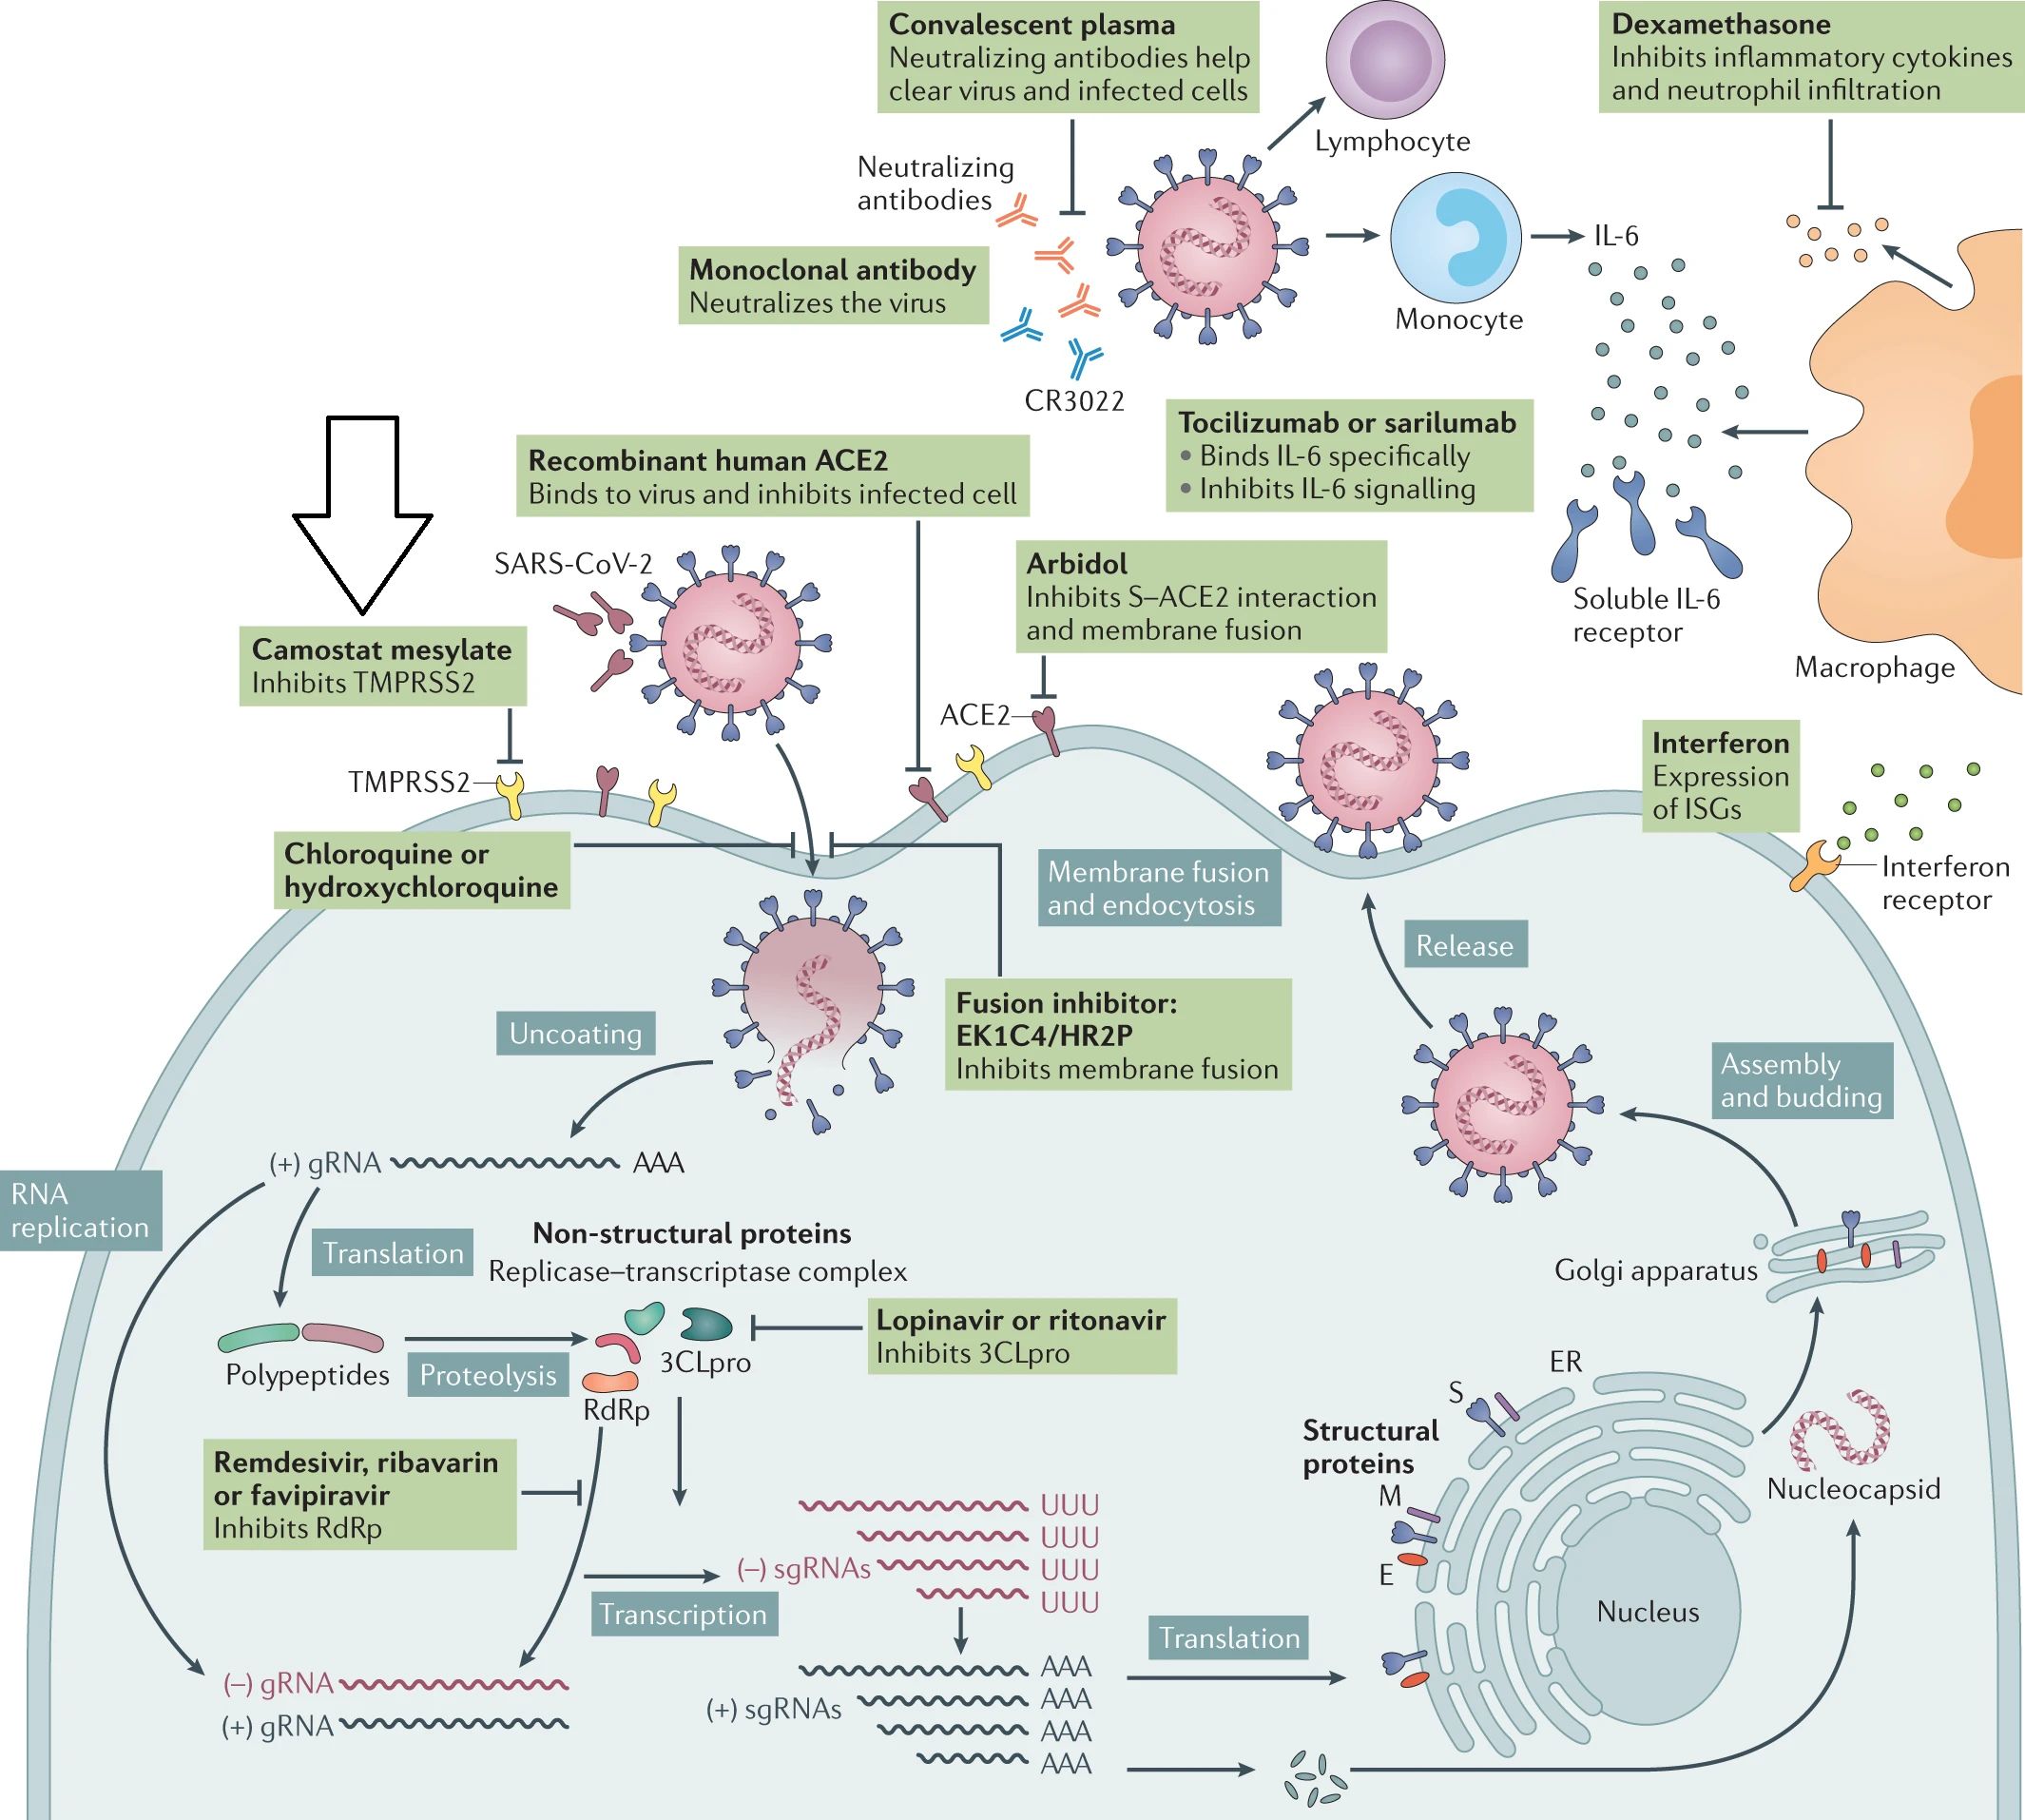 Convalescent plasma
Neutralizing antibodies help
clear virus and infected cells
Dexamethasone
Inhibits inflammatory cytokines
and neutrophil infiltration
Lymphocyte
Neutralizing
antibodies
Monoclonal antibody
Neutralizes the virus
IL-6
Monocyte
CR3022
Tocilizumab or sarilumab
• Binds IL-6 specifically
• Inhibits IL-6 signalling
Recombinant human ACE2
Binds to virus and inhibits infected cell
SARS-CoV-2
Arbidol
Inhibits S–ACE2 interaction
and membrane fusion
Soluble IL-6
receptor
Macrophage
Camostat mesylate
Inhibits TMPRSS2
ACE2
TMPRSS2
Interferon
Expression
of ISGs
Interferon
receptor
Chloroquine or
hydroxychloroquine
Membrane fusion
and endocytosis
Release
Fusion inhibitor:
EK1C4/HR2P
Inhibits membrane fusion
Uncoating
Assembly
and budding
(+) gRNA AAA
RNA
replication
Translation
Non-structural proteins
Replicase–transcriptase complex
Golgi apparatus
Lopinavir or ritonavir
Inhibits 3CLpro
Polypeptides
Proteolysis
3CLpro
RdRp
ER
S
Structural
proteins
M
E
Nucleocapsid
Nucleus
Remdesivir, ribavarin
or favipiravir
Inhibits RdRp
UUU
UUU
(–) sgRNAs UUU
UUU
Transcription
Translation
AAA
(+) sgRNAs AAA
AAA
AAA
(–) gRNA
(+) gRNA